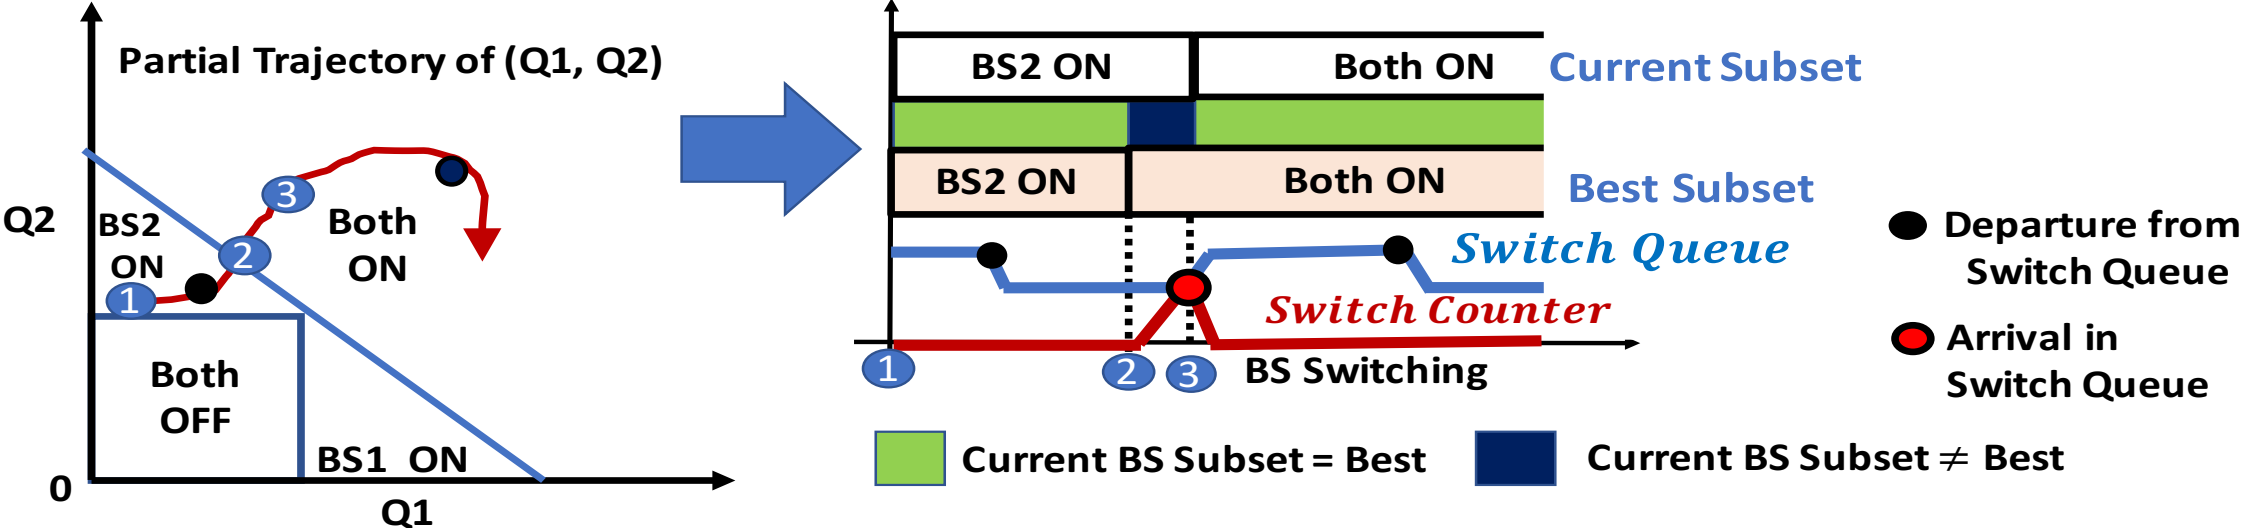 Partial Trajectory of (Q1, Q2)
Q2
BS2
ON
1
2
3
Both
ON
Both
OFF
BS1 ON
0
Q1
BS2 ON
Both ON
Current Subset
BS2 ON
Both ON
Best Subset
Switch Queue
Switch Counter
1
2
3
BS Switching
Departure from
Switch Queue
Arrival in
Switch Queue
Current BS Subset = Best
Current BS Subset ≠ Best